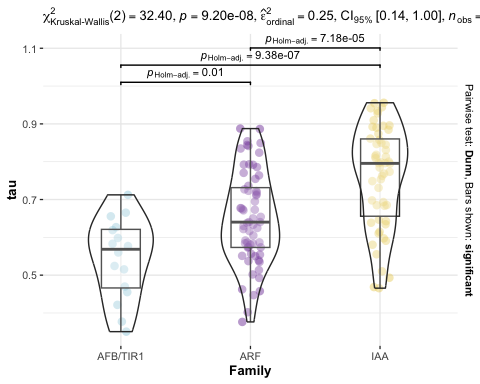 χ²Kruskal-Wallis(2) = 32.40, p = 9.20e-08, ε̂²ordinal = 0.25, CI95% [0.14, 1.00], nobs =
pHolm-adj. = 7.18e-05
pHolm-adj. = 9.38e-07
pHolm-adj. = 0.01
1.1
0.9
0.7
0.5
tau
AFB/TIR1
ARF
IAA
Family
Pairwise test: Dunn, Bars shown: significant